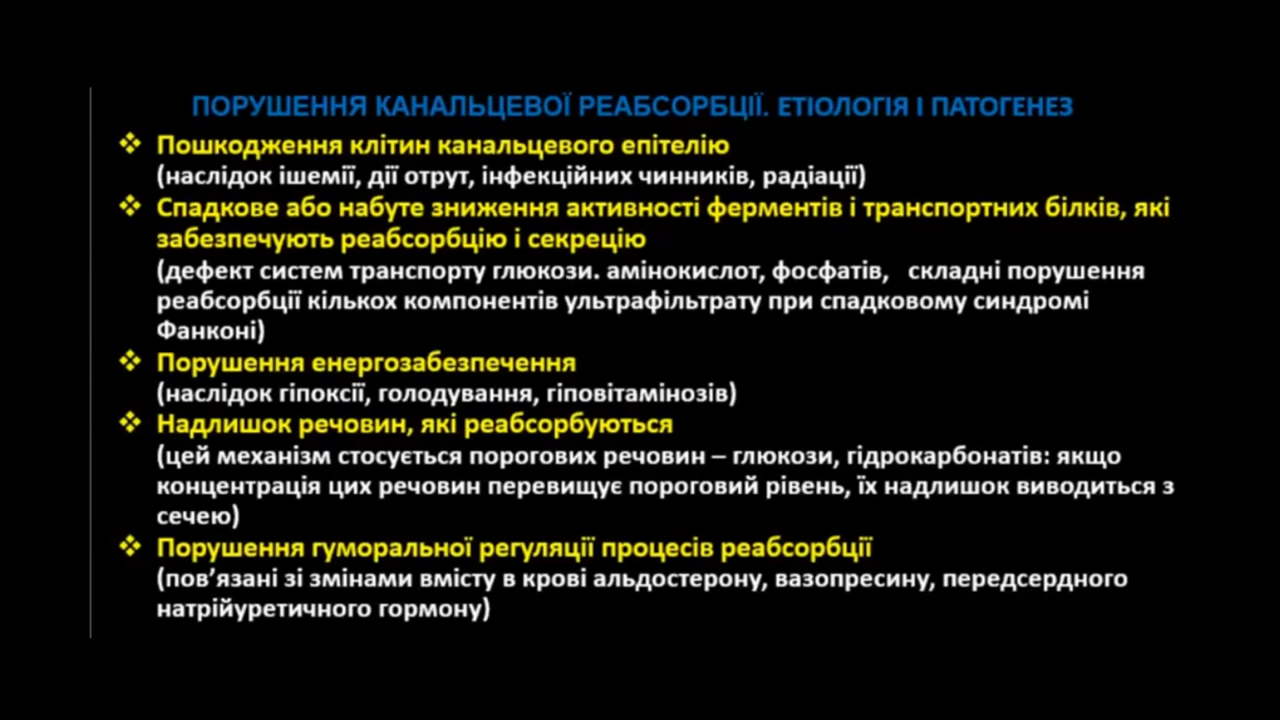 ПОРУШЕННЯ КАНАЛЬЦЕВОЇ РЕАБСОРБЦІЇ. ЕТІОЛОГІЯ І ПАТОГЕНЕЗ
❖ Пошкодження клітин канальцевого епітелію
(наслідок ішемії, дії отрут, інфекційних чинників, радіації)
❖ Спадкове або набуте зниження активності ферментів і транспортних білків, які
забезпечують реабсорбцію і секрецію
(дефект систем транспорту глюкози. амінокислот, фосфатів, складні порушення
реабсорбції кількох компонентів ультрафільтрату при спадковому синдромі
Фанконі)
❖ Порушення енергозабезпечення
(наслідок гіпоксії, голодування, гіповітамінозів)
❖ Надлишок речовин, які реабсорбуються
(цей механізм стосується порогових речовин – глюкози, гідрокарбонатів: якщо
концентрація цих речовин перевищує пороговий рівень, їх надлишок виводиться з
сечею)
❖ Порушення гуморальної регуляції процесів реабсорбції
(пов’язані зі змінами вмісту в крові альдостерону, вазопресину, передсердного
натрійуретичного гормону)